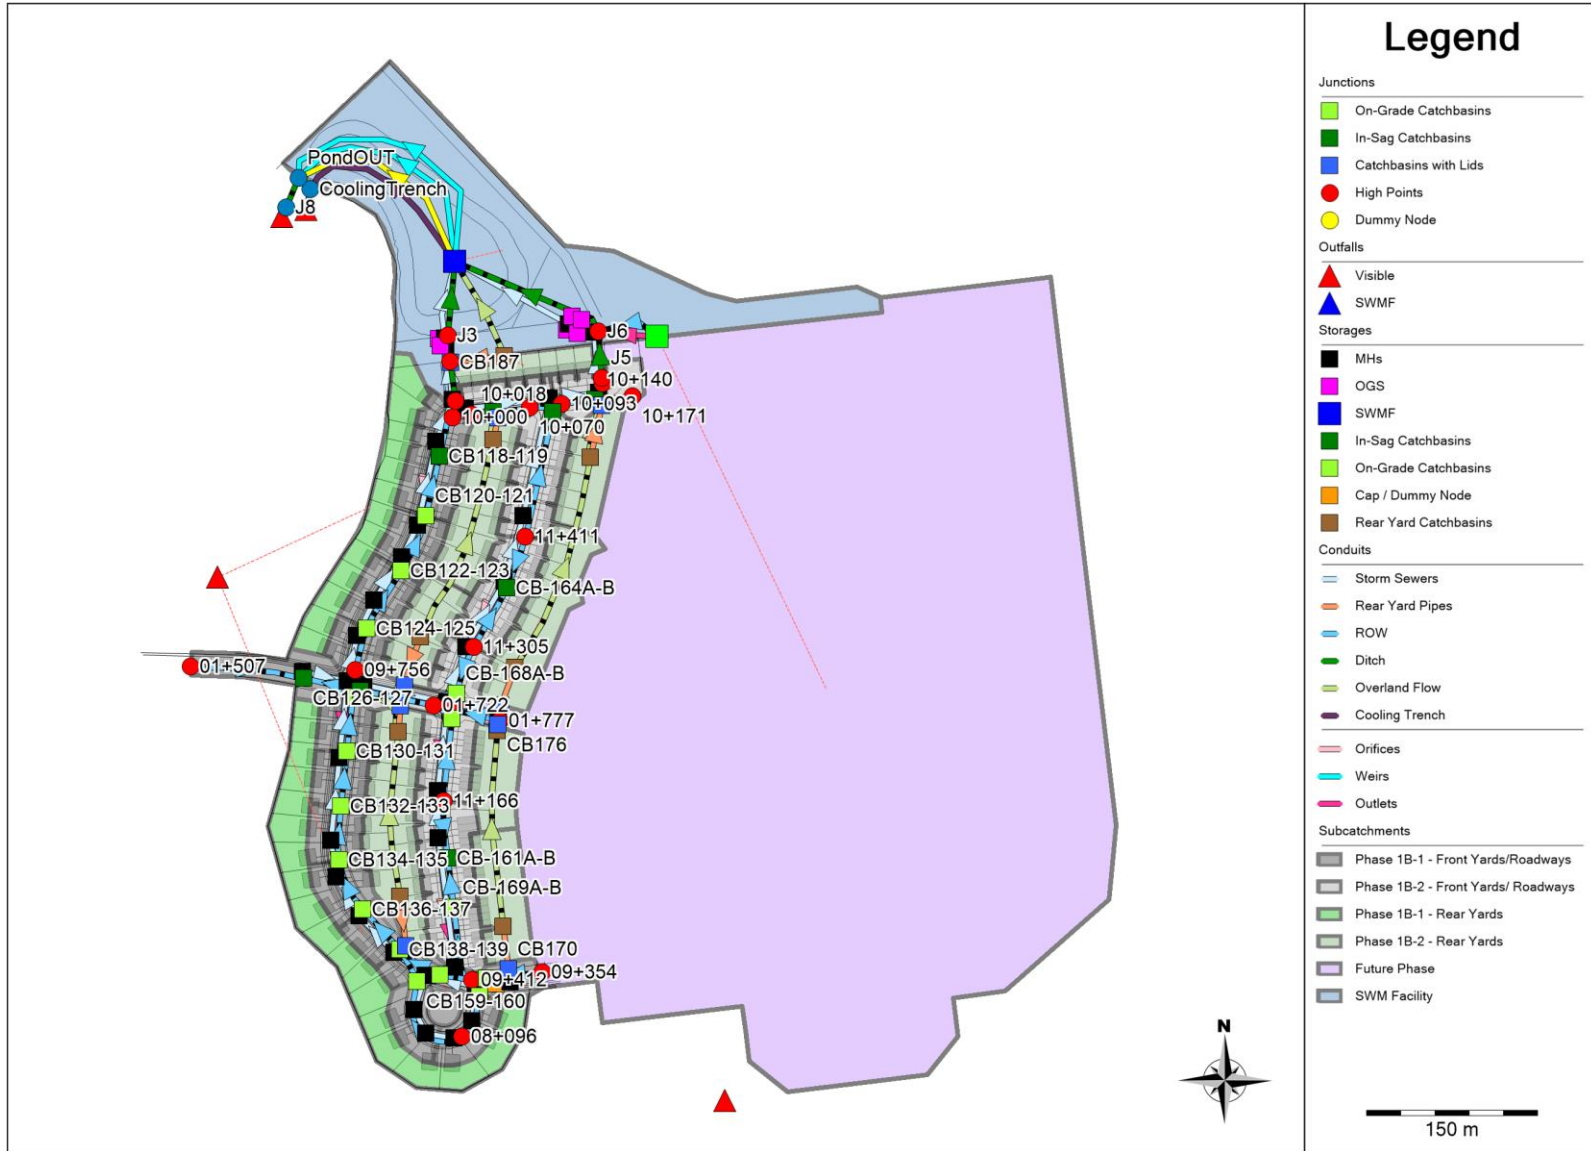 PondOUT
CoolingTrench
J8
J3
J6
CB187
J5
10+140
10+018
10+093
10+000
10+070
10+171
CB118-119
CB120-121
11+411
CB122-123
CB-164A-B
CB124-125
11+305
01+507
09+756
CB-168A-B
CB126-127
01+722
01+777
CB176
CB130-131
11+166
CB132-133
CB134-135
CB-161A-B
CB-169A-B
CB136-137
CB138-139
CB170
09+412
09+354
CB159-160
08+096
Legend
Junctions
On-Grade Catchbasins
In-Sag Catchbasins
Catchbasins with Lids
High Points
Dummy Node
Outfalls
Visible
SWMF
Storages
MHs
OGS
SWMF
In-Sag Catchbasins
On-Grade Catchbasins
Cap / Dummy Node
Rear Yard Catchbasins
Conduits
Storm Sewers
Rear Yard Pipes
ROW
Ditch
Overland Flow
Cooling Trench
Orifices
Weirs
Outlets
Subcatchments
Phase 1B-1 - Front Yards/Roadways
Phase 1B-2 - Front Yards/ Roadways
Phase 1B-1 - Rear Yards
Phase 1B-2 - Rear Yards
Future Phase
SWM Facility
N
150 m